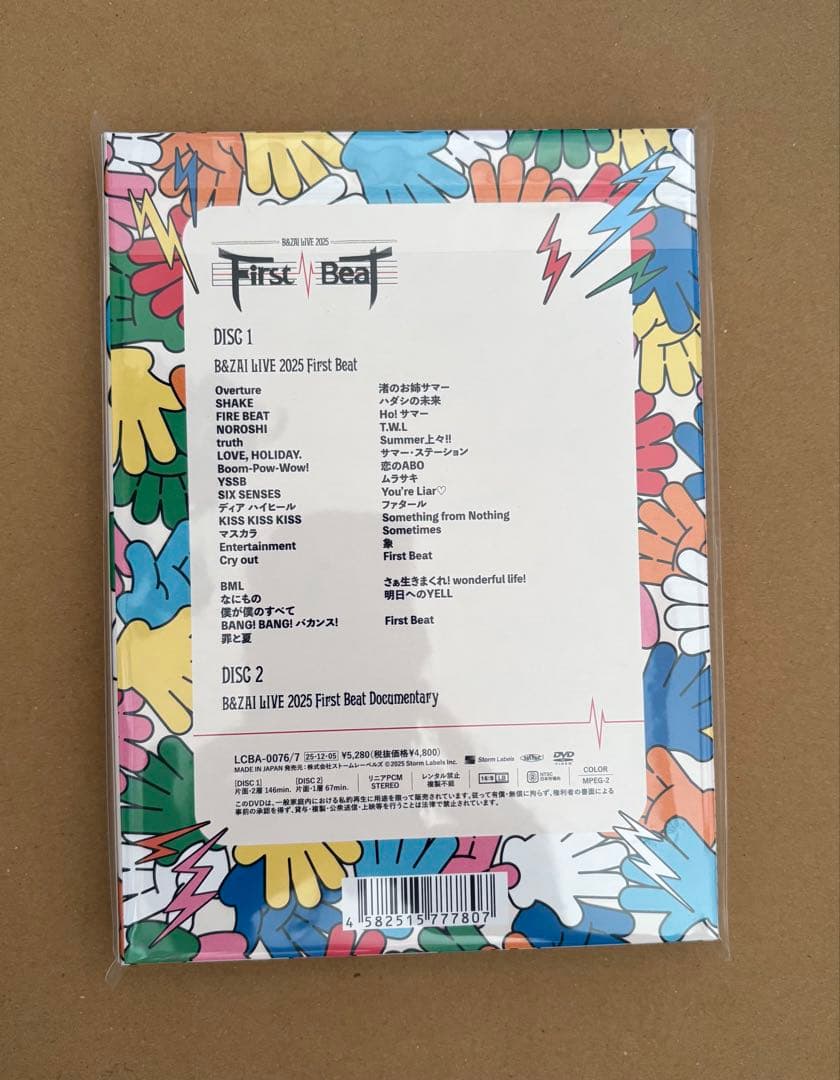 B&ZAI LIVE 2025
First Beat
DISC 1
B&ZAI LIVE 2025 First Beat
Overture
SHAKE
FIRE BEAT
NOROSHI
truth
LOVE, HOLIDAY.
Boom-Pow-Wow!
YSSB
SIX SENSES
ディア ハイヒール
KISS KISS KISS
マスカラ
Entertainment
Cry out
BML
なにもの
僕が僕のすべて
BANG! BANG! バカンス!
罪と夏
渚のお姉サマー
ハダシの未来
Ho! サマー
T.W.L
Summer上々!!
サマー・ステーション
恋のABO
ムラサキ
You're Liar♡
ファタール
Something from Nothing
Sometimes
象
First Beat
さぁ生きまくれ! wonderful life!
明日へのYELL
First Beat
DISC 2
B&ZAI LIVE 2025 First Beat Documentary
LCBA-0076/7 25-12-05 ¥5,280(税抜価格¥4,800)
MADE IN JAPAN 発売元:株式会社ストームレーベルズ ©2025 Storm Labels Inc.
Storm Labels
DVD
VIDEO
[DISC 1]
片面・2層 146min.
[DISC 2]
片面・1層 67min.
リニアPCM
STEREO
レンタル禁止
複製不能
16:9 LB
NTSC
日本市場向
COLOR
MPEG-2
このDVDは、一般家庭内における私的再生に用途を限って販売されています。従って有償・無償に拘らず、権利者の書面による
事前の承認を得ず、貸与・複製・公衆送信・上映等を行うことは法律で禁止されています。
4 582515 777807